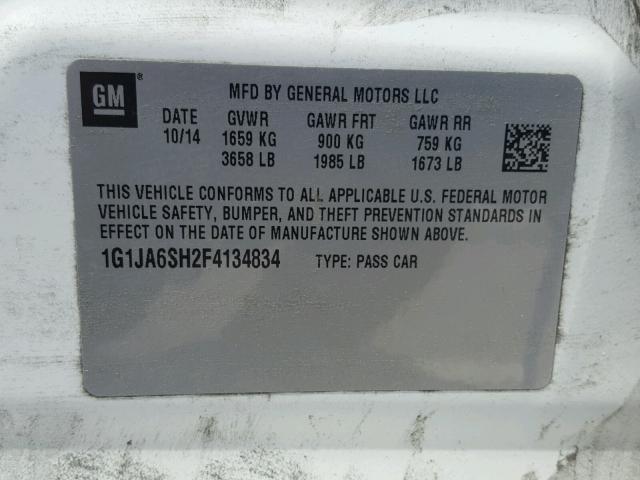 GM ®
MFD BY GENERAL MOTORS LLC
DATE GVWR GAWR FRT GAWR RR
10/14 1659 KG 900 KG 759 KG
3658 LB 1985 LB 1673 LB
THIS VEHICLE CONFORMS TO ALL APPLICABLE U.S. FEDERAL MOTOR
VEHICLE SAFETY, BUMPER, AND THEFT PREVENTION STANDARDS IN
EFFECT ON THE DATE OF MANUFACTURE SHOWN ABOVE.
1G1JA6SH2F4134834 TYPE: PASS CAR